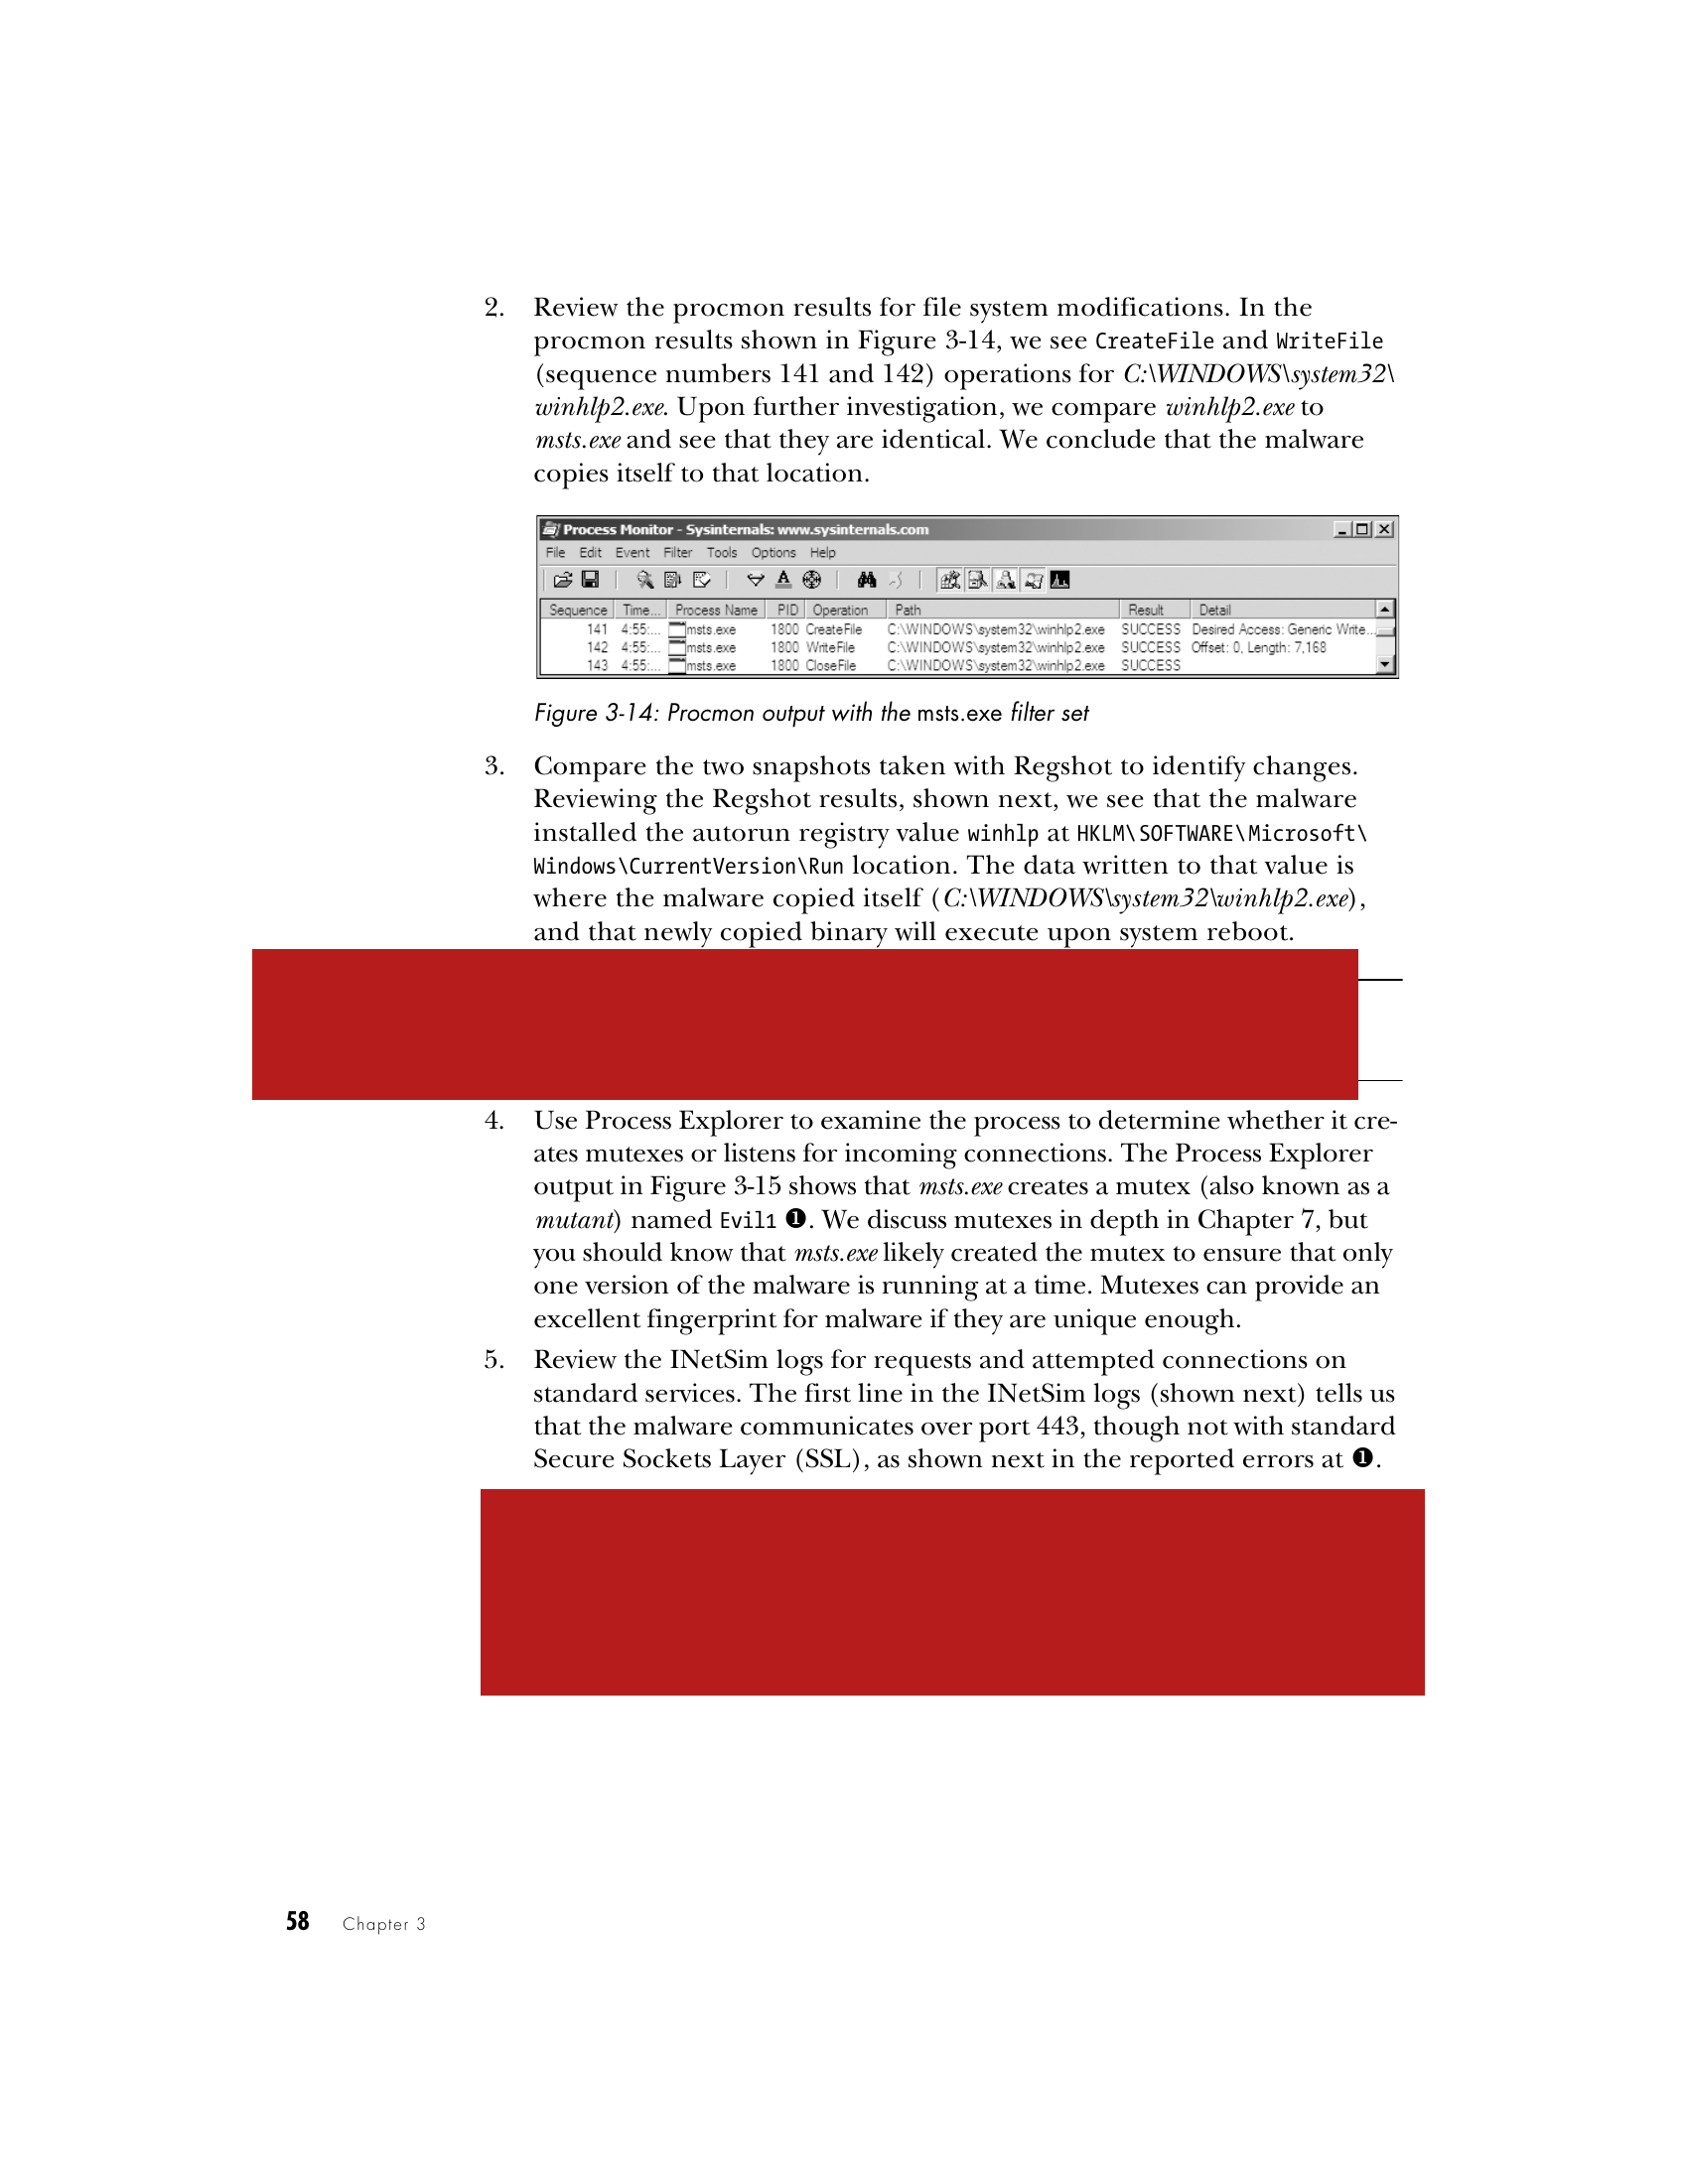 2. Review the procmon results for file system modifications. In the
procmon results shown in Figure 3-14, we see CreateFile and WriteFile
(sequence numbers 141 and 142) operations for C:\WINDOWS\system32\
winhlp2.exe. Upon further investigation, we compare winhlp2.exe to
msts.exe and see that they are identical. We conclude that the malware
copies itself to that location.
Process Monitor - Sysinternals: www.sysinternals.com
File Edit Event Filter Tools Options Help
Sequence Time... Process Name PID Operation Path Result Detail
141 4:55:... msts.exe 1800 CreateFile C:\WINDOWS\system32\winhlp2.exe SUCCESS Desired Access: Generic Write...
142 4:55:... msts.exe 1800 WriteFile C:\WINDOWS\system32\winhlp2.exe SUCCESS Offset: 0, Length: 7,168
143 4:55:... msts.exe 1800 CloseFile C:\WINDOWS\system32\winhlp2.exe SUCCESS
Figure 3-14: Procmon output with the msts.exe filter set
3. Compare the two snapshots taken with Regshot to identify changes.
Reviewing the Regshot results, shown next, we see that the malware
installed the autorun registry value winhlp at HKLM\SOFTWARE\Microsoft\
Windows\CurrentVersion\Run location. The data written to that value is
where the malware copied itself (C:\WINDOWS\system32\winhlp2.exe),
and that newly copied binary will execute upon system reboot.
4. Use Process Explorer to examine the process to determine whether it cre-
ates mutexes or listens for incoming connections. The Process Explorer
output in Figure 3-15 shows that msts.exe creates a mutex (also known as a
mutant) named Evil1 ❶. We discuss mutexes in depth in Chapter 7, but
you should know that msts.exe likely created the mutex to ensure that only
one version of the malware is running at a time. Mutexes can provide an
excellent fingerprint for malware if they are unique enough.
5. Review the INetSim logs for requests and attempted connections on
standard services. The first line in the INetSim logs (shown next) tells us
that the malware communicates over port 443, though not with standard
Secure Sockets Layer (SSL), as shown next in the reported errors at ❶.
58 Chapter 3